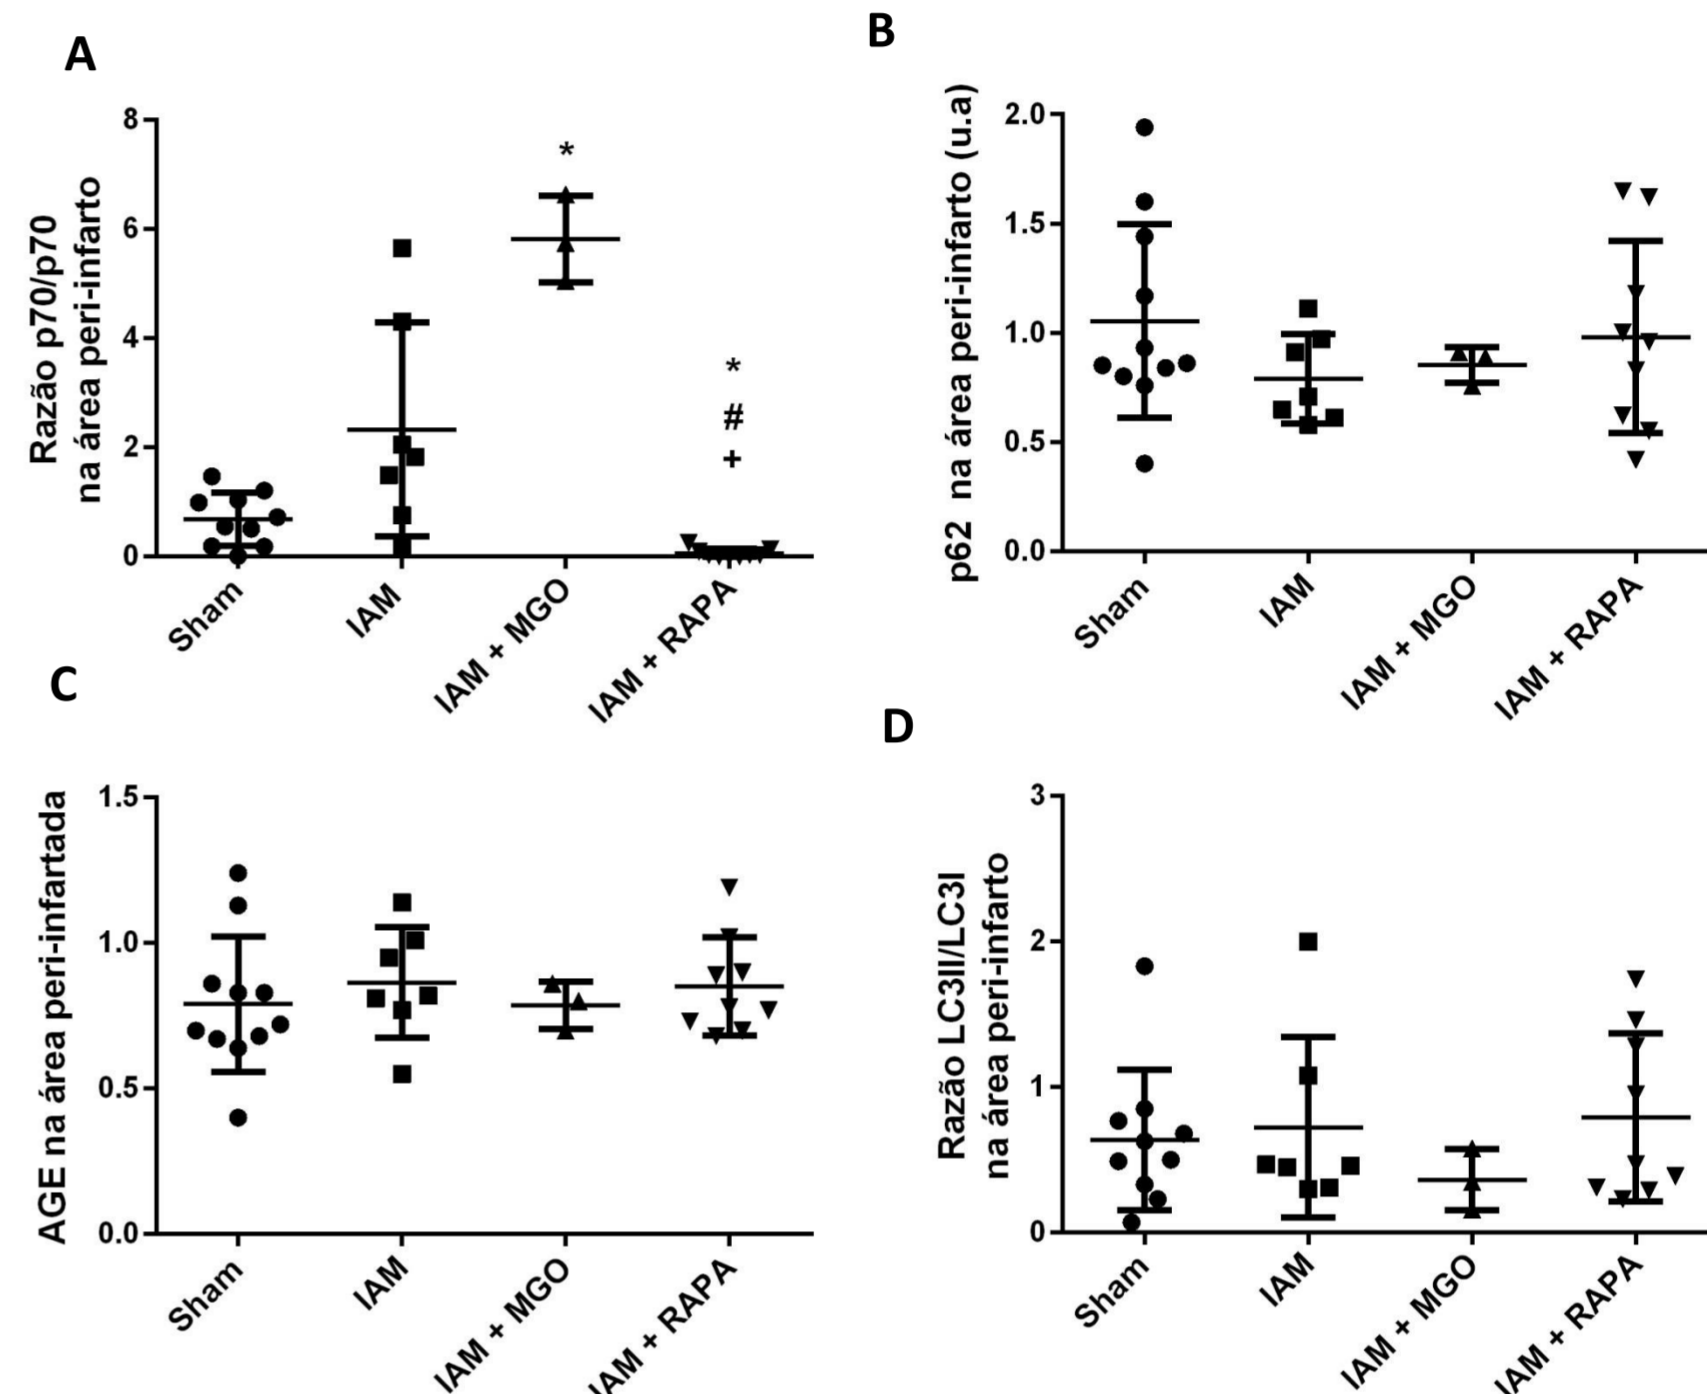 A
Razão p70/p70
na área peri-infarto
8
6
4
2
0
*
*
#
+
Sham
IAM
IAM + MGO
IAM + RAPA
B
p62 na área peri-infarto (u.a)
2.0
1.5
1.0
0.5
0.0
Sham
IAM
IAM + MGO
IAM + RAPA
C
AGE na área peri-infartada
1.5
1.0
0.5
0.0
Sham
IAM
IAM + MGO
IAM + RAPA
D
Razão LC3II/LC3I
na área peri-infarto
3
2
1
0
Sham
IAM
IAM + MGO
IAM + RAPA